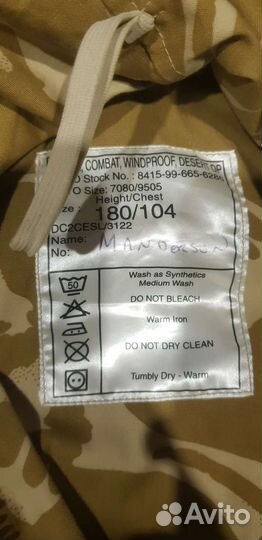 COMBAT, WINDPROOF, DESERT DP
Stock No.: 8415-99-665-6286
Size: 7080/9505
Height/Chest
180/104
DC2CESL/3122
Name: M ANDERSON
No:
50
Wash as Synthetics
Medium Wash
DO NOT BLEACH
Warm Iron
DO NOT DRY CLEAN
Tumbly Dry - Warm
Avito